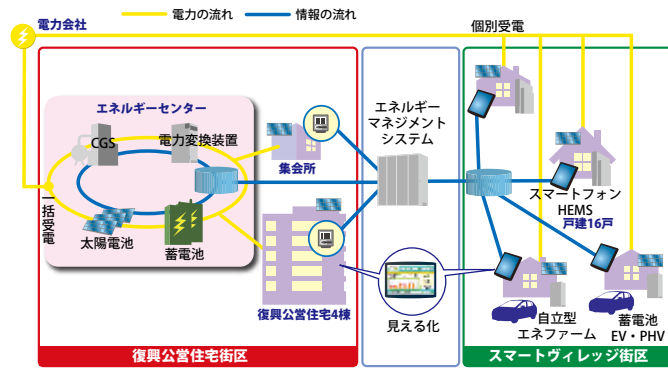 電力の流れ
情報の流れ
電力会社
個別受電
エネルギーセンター
CGS
電力変換装置
集会所
エネルギー
マネジメント
システム
一括受電
太陽電池
蓄電池
スマートフォン
HEMS
戸建16戸
復興公営住宅4棟
見える化
自立型
エネファーム
蓄電池
EV・PHV
復興公営住宅街区
スマートヴィレッジ街区